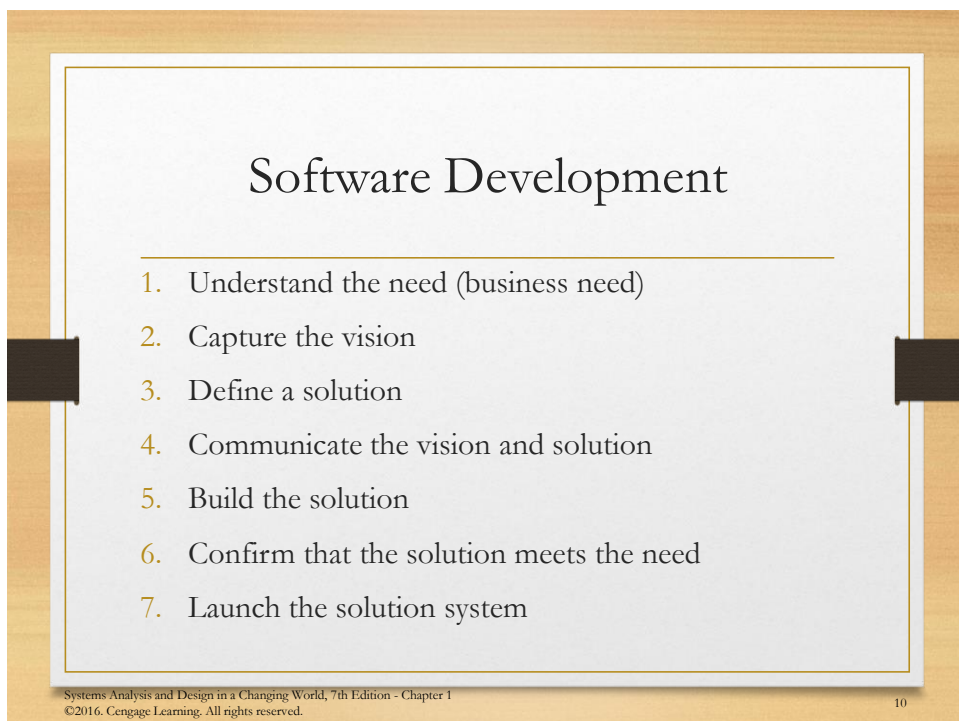 Software Development
1. Understand the need (business need)
2. Capture the vision
3. Define a solution
4. Communicate the vision and solution
5. Build the solution
6. Confirm that the solution meets the need
7. Launch the solution system
Systems Analysis and Design in a Changing World, 7th Edition - Chapter 1
©2016. Cengage Learning. All rights reserved.
10